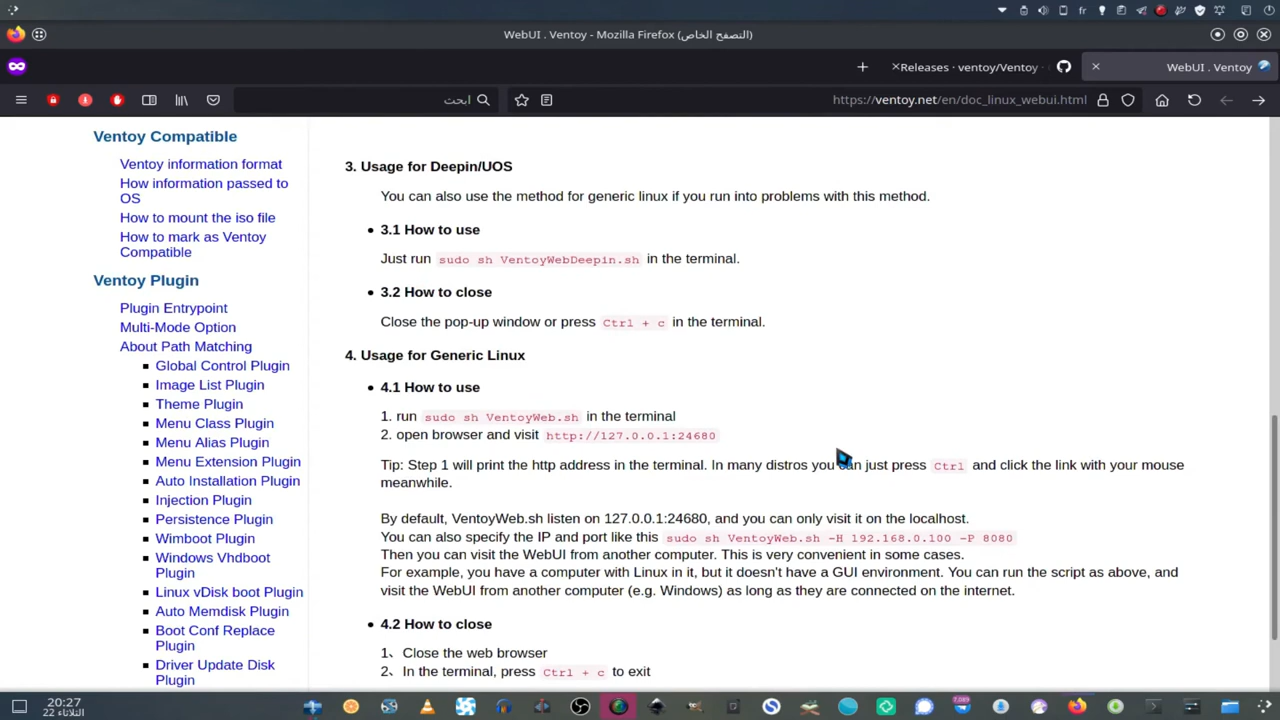 fr
WebUI . Ventoy - Mozilla Firefox (التصفح الخاص)
Releases · ventoy/Ventoy ·
WebUI . Ventoy
ابحث
https://ventoy.net/en/doc_linux_webui.html
Ventoy Compatible
Ventoy information format
How information passed to
OS
How to mount the iso file
How to mark as Ventoy
Compatible
Ventoy Plugin
Plugin Entrypoint
Multi-Mode Option
About Path Matching
Global Control Plugin
Image List Plugin
Theme Plugin
Menu Class Plugin
Menu Alias Plugin
Menu Extension Plugin
Auto Installation Plugin
Injection Plugin
Persistence Plugin
Wimboot Plugin
Windows Vhdboot
Plugin
Linux vDisk boot Plugin
Auto Memdisk Plugin
Boot Conf Replace
Plugin
Driver Update Disk
Plugin
3. Usage for Deepin/UOS
You can also use the method for generic linux if you run into problems with this method.
3.1 How to use
Just run sudo sh VentoyWebDeepin.sh in the terminal.
3.2 How to close
Close the pop-up window or press Ctrl + c in the terminal.
4. Usage for Generic Linux
4.1 How to use
1. run sudo sh VentoyWeb.sh in the terminal
2. open browser and visit http://127.0.0.1:24680
Tip: Step 1 will print the http address in the terminal. In many distros you can just press Ctrl and click the link with your mouse
meanwhile.
By default, VentoyWeb.sh listen on 127.0.0.1:24680, and you can only visit it on the localhost.
You can also specify the IP and port like this sudo sh VentoyWeb.sh -H 192.168.0.100 -P 8080
Then you can visit the WebUI from another computer. This is very convenient in some cases.
For example, you have a computer with Linux in it, but it doesn't have a GUI environment. You can run the script as above, and
visit the WebUI from another computer (e.g. Windows) as long as they are connected on the internet.
4.2 How to close
1、 Close the web browser
2、 In the terminal, press Ctrl + c to exit
20:27
الثلاثاء 22